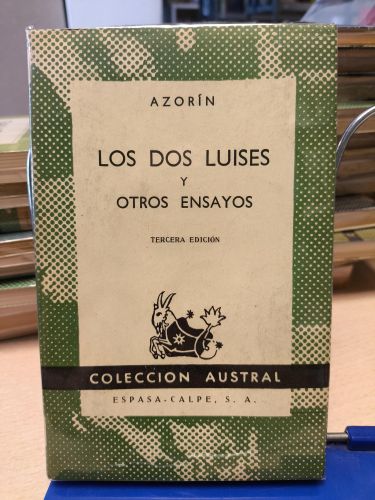 AZORÍN
LOS DOS LUISES
Y
OTROS ENSAYOS
TERCERA EDICIÓN
COLECCION AUSTRAL
ESPASA-CALPE, S. A.